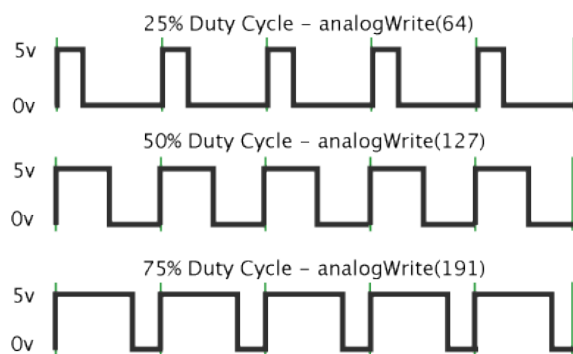 25% Duty Cycle – analogWrite(64)
5v
0v
50% Duty Cycle – analogWrite(127)
5v
0v
75% Duty Cycle – analogWrite(191)
5v
0v